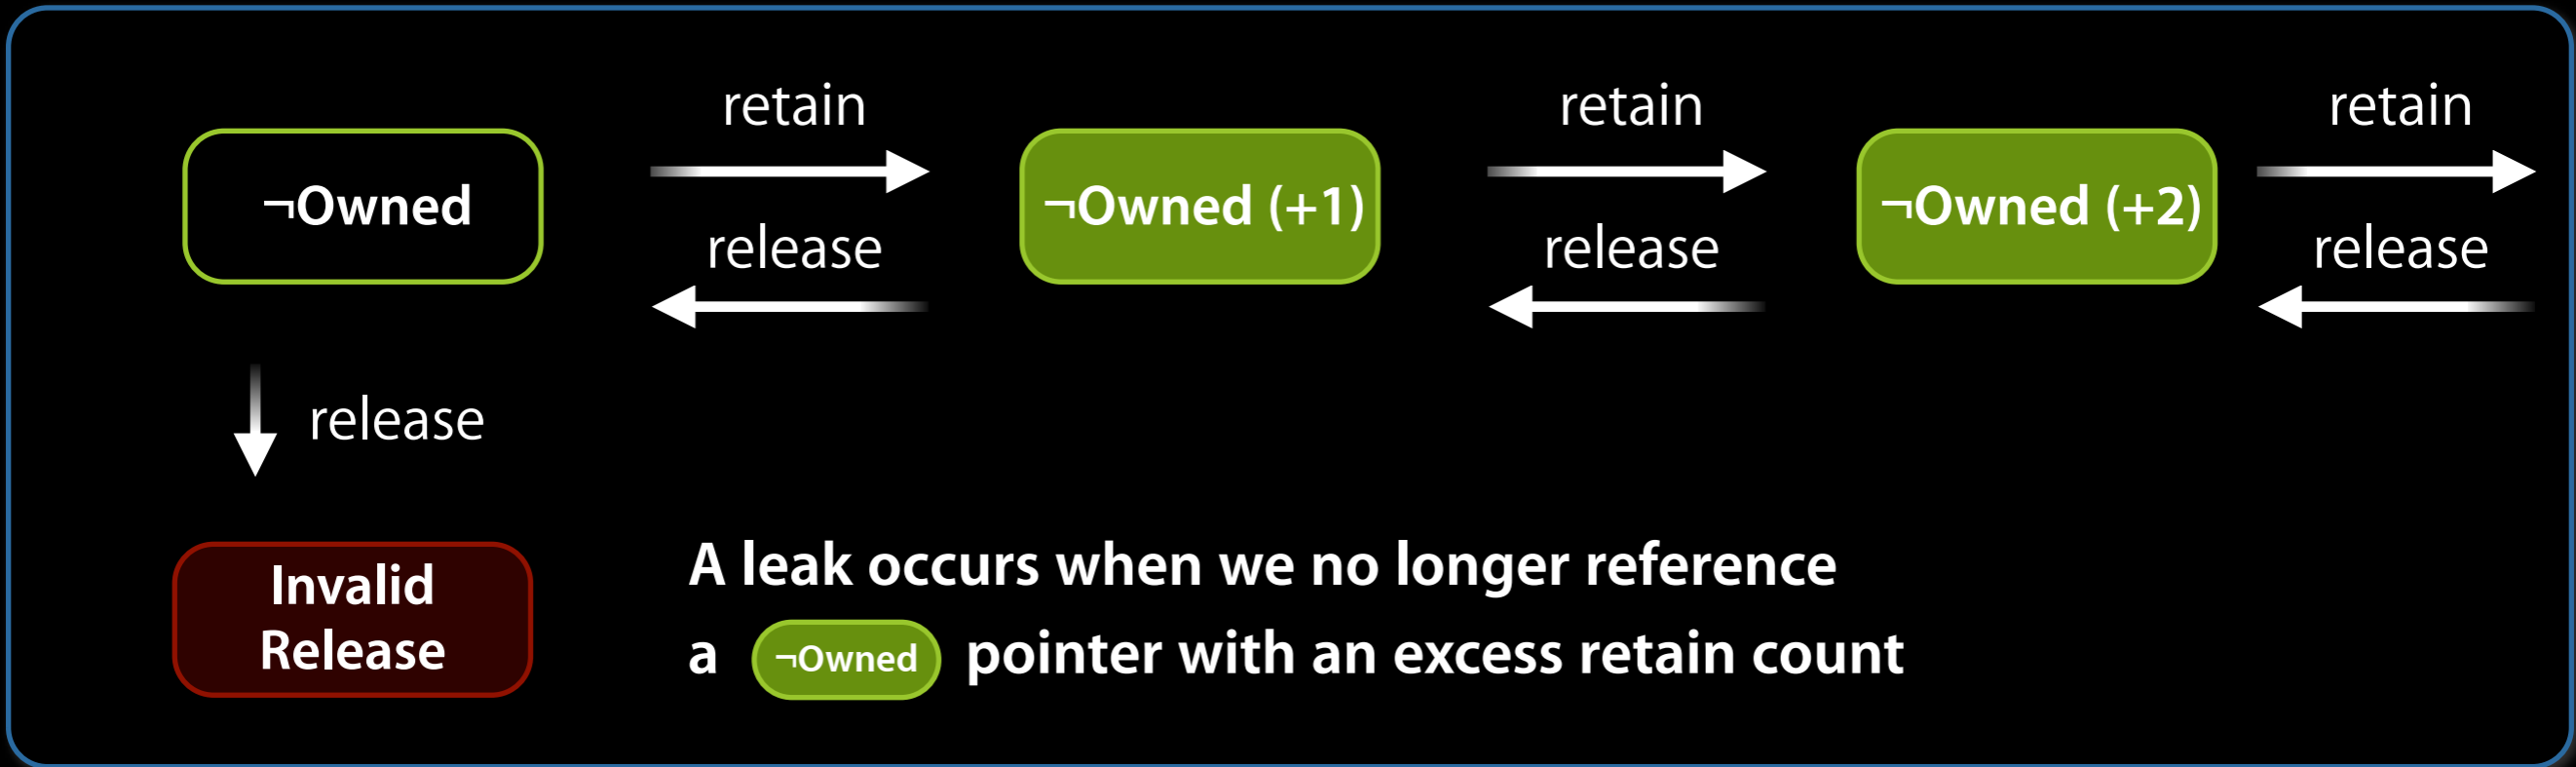 retain
retain
retain
¬Owned
¬Owned (+1)
¬Owned (+2)
release
release
release
release
Invalid
Release
A leak occurs when we no longer reference
a ¬Owned pointer with an excess retain count